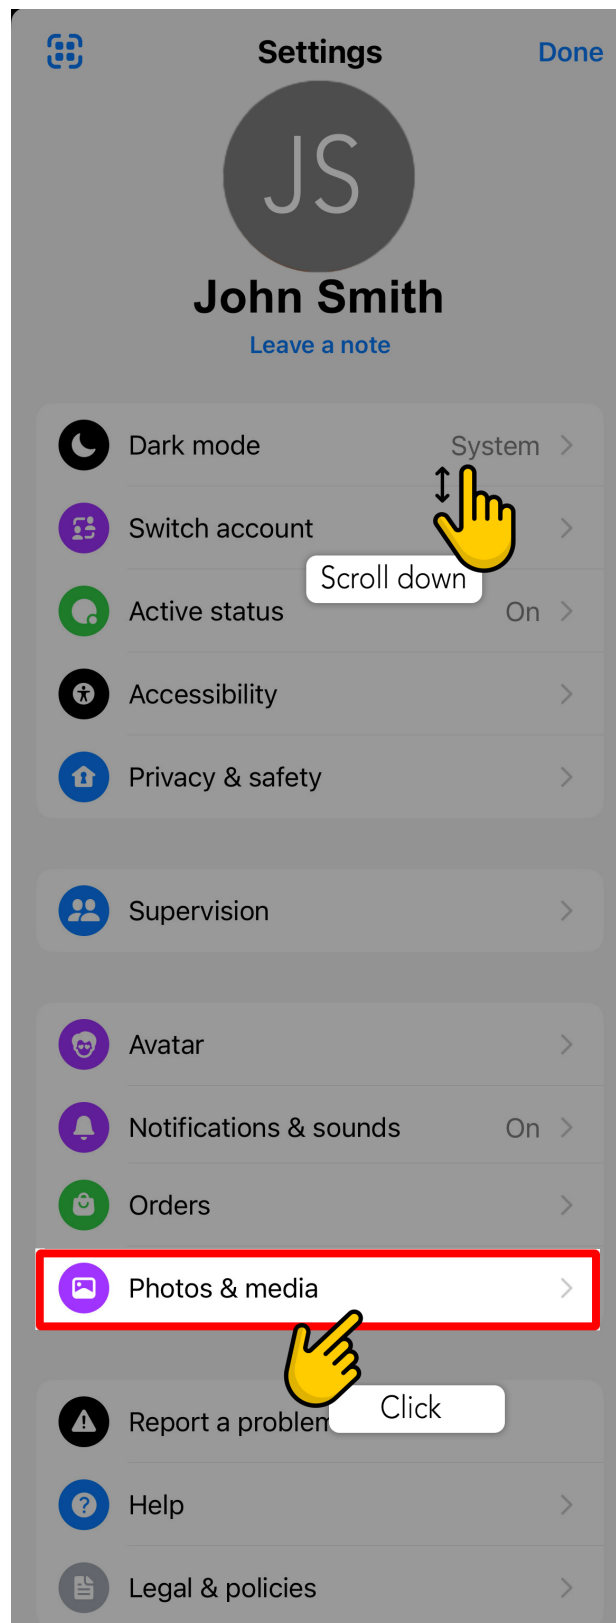 Settings
Done
JS
John Smith
Leave a note
Dark mode
System
Switch account
Scroll down
Active status
On
Accessibility
Privacy & safety
Supervision
Avatar
Notifications & sounds
On
Orders
Photos & media
Click
Report a problem
Help
Legal & policies